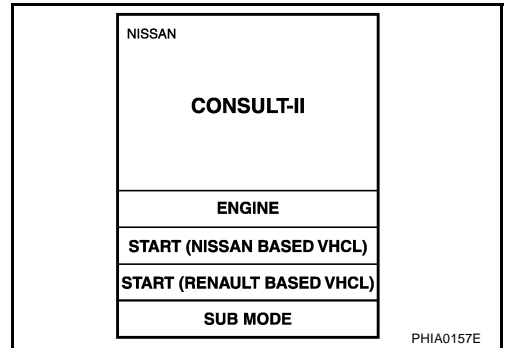 NISSAN
CONSULT-II
ENGINE
START (NISSAN BASED VHCL)
START (RENAULT BASED VHCL)
SUB MODE
PHIA0157E